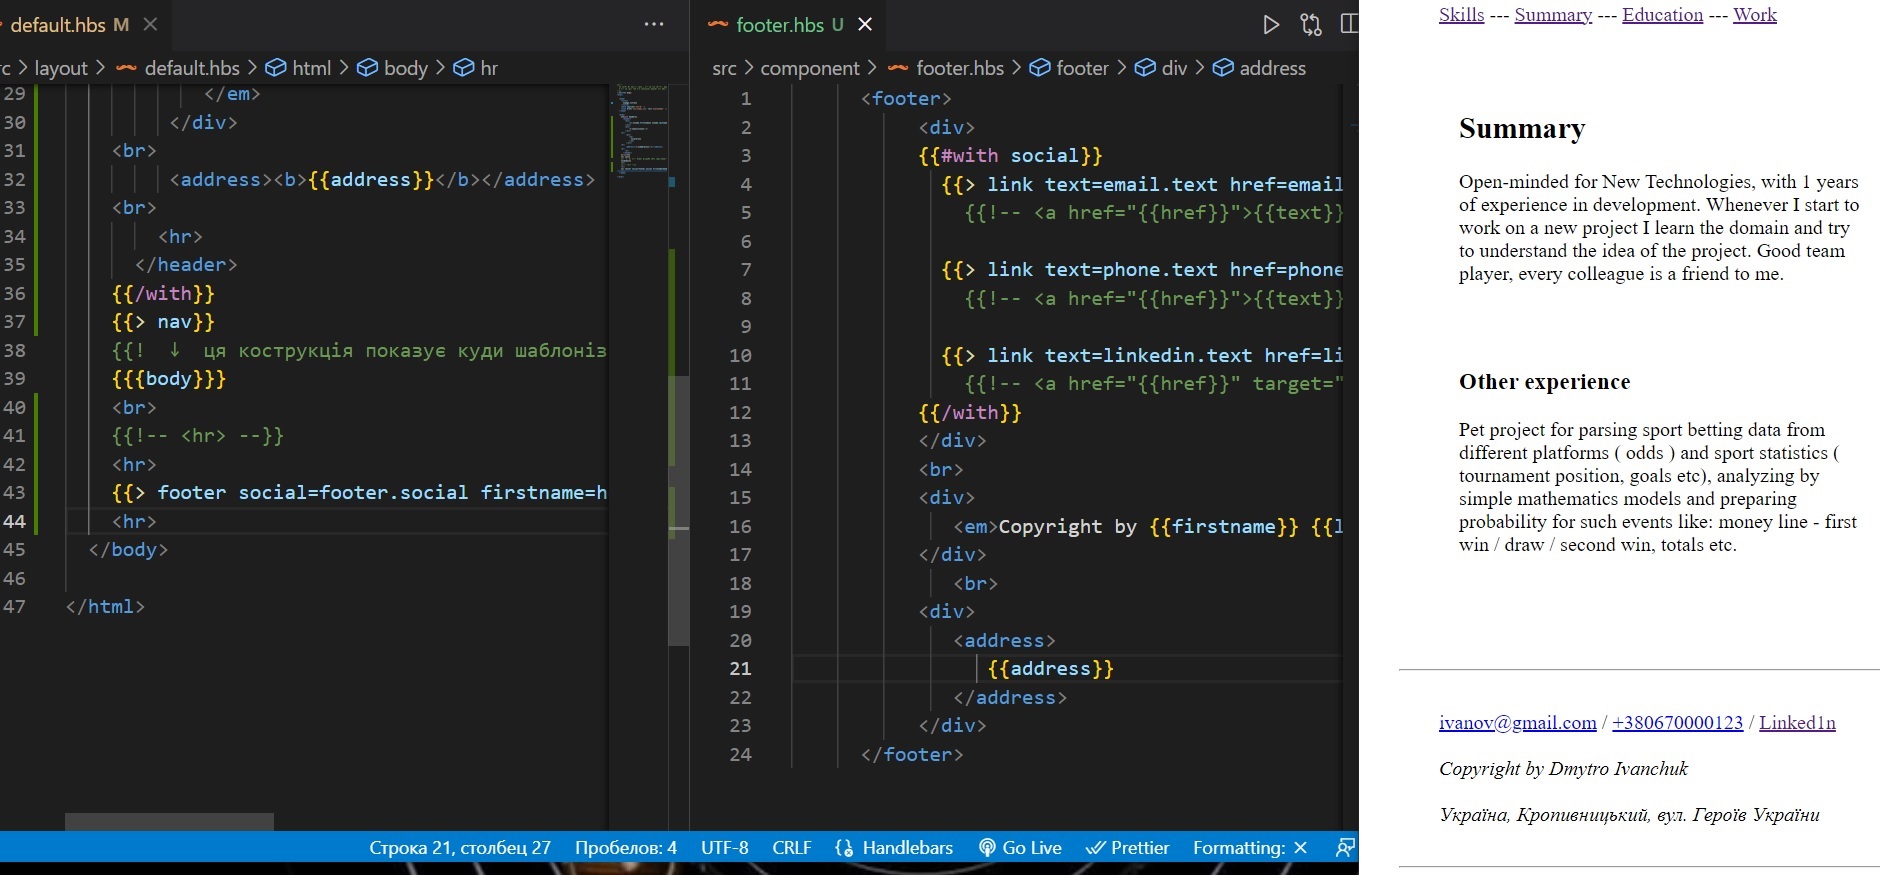 default.hbs M
rc > layout > default.hbs > html > body > hr
29 </em>
30 </div>
31 <br>
32 <address><b>{{address}}</b></address>
33 <br>
34 <hr>
35 </header>
36 {{/with}}
37 {{> nav}}
38 {{! ↓ ця кострукція показує куди шаблоніз
39 {{{body}}}
40 <br>
41 {{!-- <hr> --}}
42 <hr>
43 {{> footer social=footer.social firstname=h
44 <hr>
45 </body>
46
47 </html>
footer.hbs U
src > component > footer.hbs > footer > div > address
1 <footer>
2 <div>
3 {{#with social}}
4 {{> link text=email.text href=email
5 {{!-- <a href="{{href}}">{{text}}
6
7 {{> link text=phone.text href=phone
8 {{!-- <a href="{{href}}">{{text}}
9
10 {{> link text=linkedin.text href=li
11 {{!-- <a href="{{href}}" target="
12 {{/with}}
13 </div>
14 <br>
15 <div>
16 <em>Copyright by {{firstname}} {{l
17 </div>
18 <br>
19 <div>
20 <address>
21 {{address}}
22 </address>
23 </div>
24 </footer>
Строка 21, столбец 27 Пробелов: 4 UTF-8 CRLF Handlebars Go Live Prettier Formatting: ×
Skills --- Summary --- Education --- Work
Summary
Open-minded for New Technologies, with 1 years
of experience in development. Whenever I start to
work on a new project I learn the domain and try
to understand the idea of the project. Good team
player, every colleague is a friend to me.
Other experience
Pet project for parsing sport betting data from
different platforms ( odds ) and sport statistics (
tournament position, goals etc), analyzing by
simple mathematics models and preparing
probability for such events like: money line - first
win / draw / second win, totals etc.
ivanov@gmail.com / +380670000123 / Linked1n
Copyright by Dmytro Ivanchuk
Україна, Кропивницький, вул. Героїв України